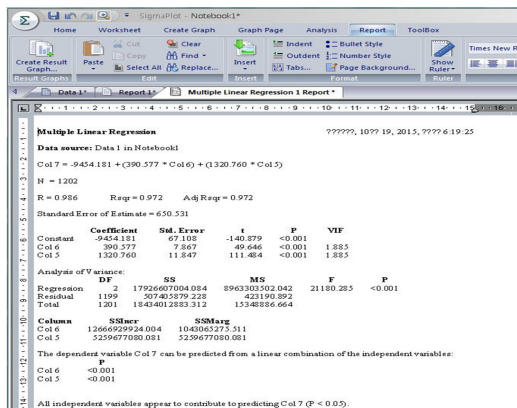 SigmaPlot - Notebook1*
Home Worksheet Create Graph Graph Page Analysis Report ToolBox
Create Result Graph...
Result Graphs
Paste
Cut
Copy
Select All
Clear
Find
Replace...
Edit
Insert
Insert
Indent
Outdent
Tabs...
Bullet Style
Number Style
Page Background...
Format
Show Ruler
Ruler
Times New R
Data 1* Report 1* Multiple Linear Regression 1 Report *
Multiple Linear Regression ??????, 10?? 19, 2015, ???? 6:19:25
Data source: Data 1 in Notebook1
Col 7 = -9454.181 + (390.577 * Col 6) + (1320.760 * Col 5)
N = 1202
R = 0.986 Rsqr = 0.972 Adj Rsqr = 0.972
Standard Error of Estimate = 650.531
Coefficient Std. Error t P VIF
Constant -9454.181 67.108 -140.879 <0.001
Col 6 390.577 7.867 49.646 <0.001 1.885
Col 5 1320.760 11.847 111.484 <0.001 1.885
Analysis of Variance:
DF SS MS F P
Regression 2 17926607004.084 8963303502.042 21180.285 <0.001
Residual 1199 507405879.228 423190.892
Total 1201 18434012883.312 15348886.664
Column SSIncr SSMarg
Col 6 12666929924.004 1043065275.511
Col 5 5259677080.081 5259677080.081
The dependent variable Col 7 can be predicted from a linear combination of the independent variables:
P
Col 6 <0.001
Col 5 <0.001
All independent variables appear to contribute to predicting Col 7 (P < 0.05).